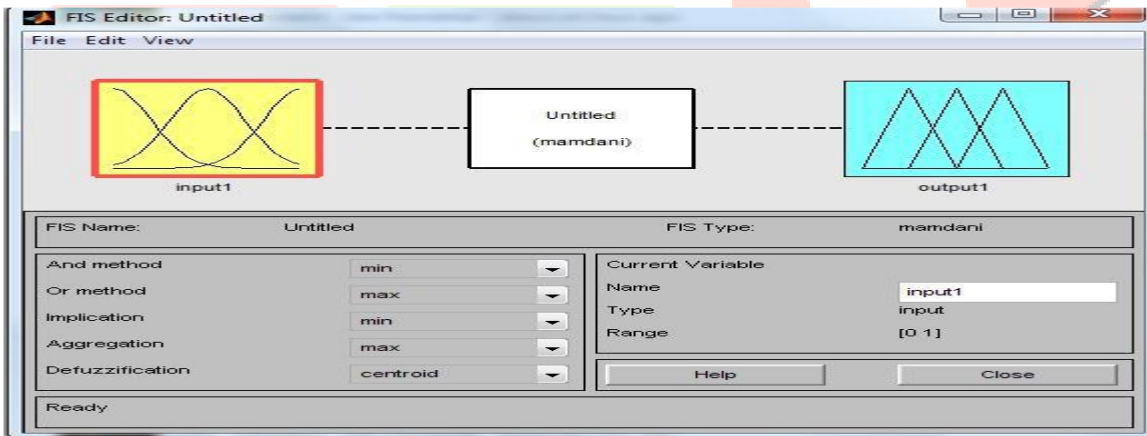 FIS Editor: Untitled
File Edit View
Untitled
(mamdani)
input1
output1
FIS Name: Untitled
FIS Type: mamdani
And method min
Or method max
Implication min
Aggregation max
Defuzzification centroid
Current Variable
Name input1
Type input
Range [0 1]
Help Close
Ready